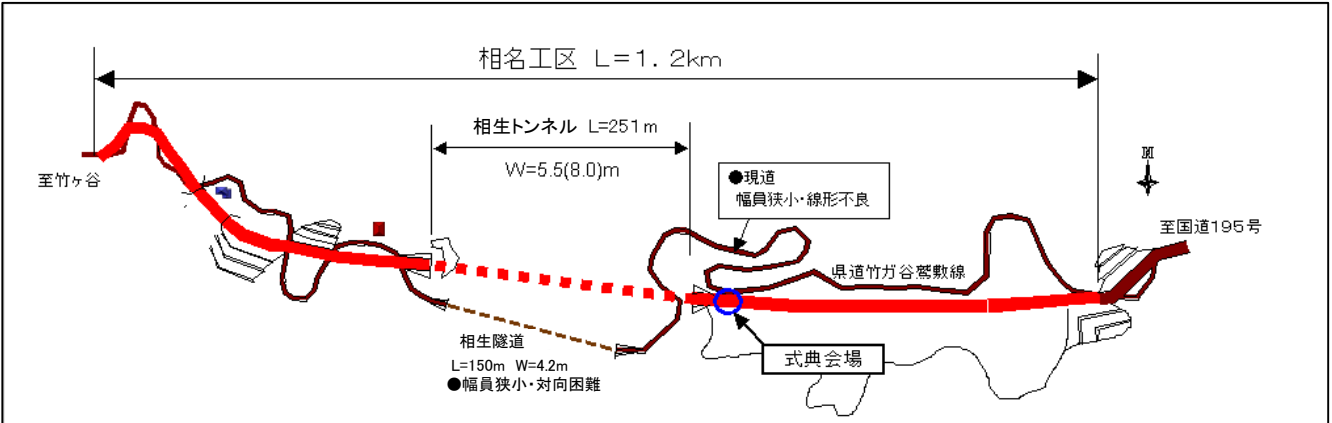 相名工区 L=1.2km
相生トンネル L=251m
W=5.5(8.0)m
●現道
幅員狭小・線形不良
N
至竹ヶ谷
至国道195号
県道竹ガ谷鷲敷線
相生隧道
L=150m W=4.2m
●幅員狭小・対向困難
式典会場